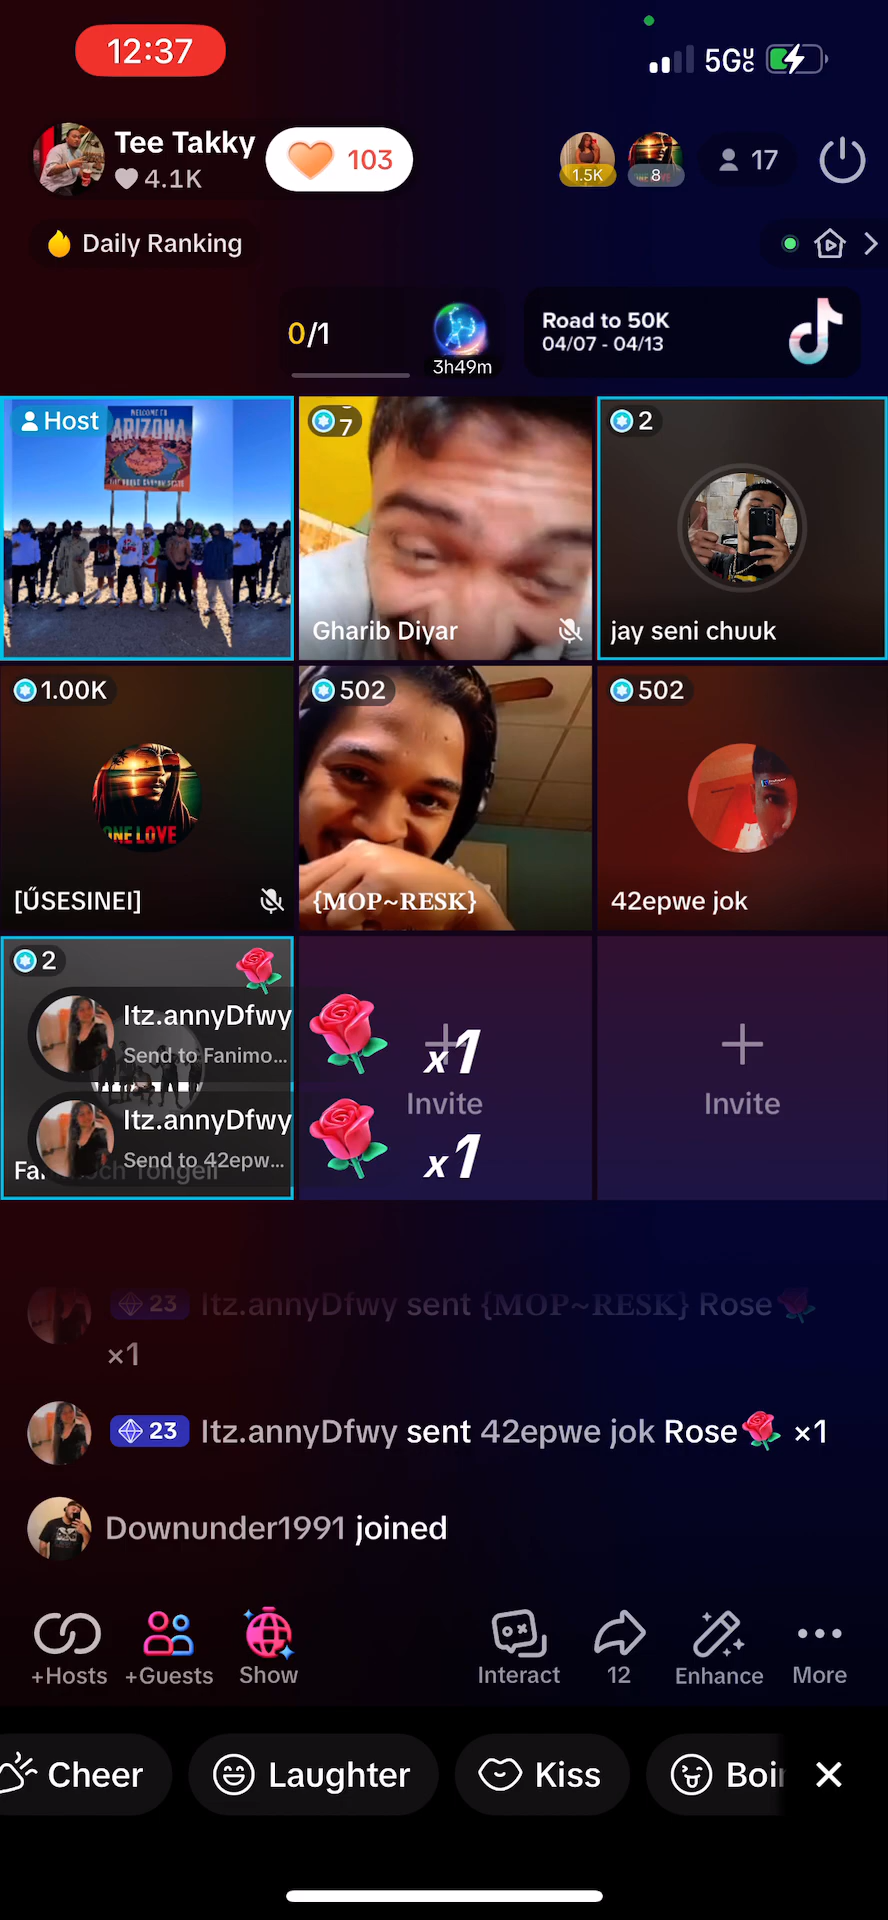 12:37
5GUC
Tee Takky
4.1K
103
1.5K
8
17
Daily Ranking
0/1
3h49m
Road to 50K
04/07 - 04/13
Host
WELCOME TO
ARIZONA
7
Gharib Diyar
2
jay seni chuuk
1.00K
ONE LOVE
[ŰSESINEI]
502
{MOP~RESK}
502
42epwe jok
2
Itz.annyDfwy
Send to Fanimo...
x1
Invite
Invite
Itz.annyDfwy
Send to 42epw...
x1
23 Itz.annyDfwy sent {MOP~RESK} Rose🌹
×1
23 Itz.annyDfwy sent 42epwe jok Rose🌹 ×1
Downunder1991 joined
+Hosts
+Guests
Show
Interact
12
Enhance
More
Cheer
Laughter
Kiss